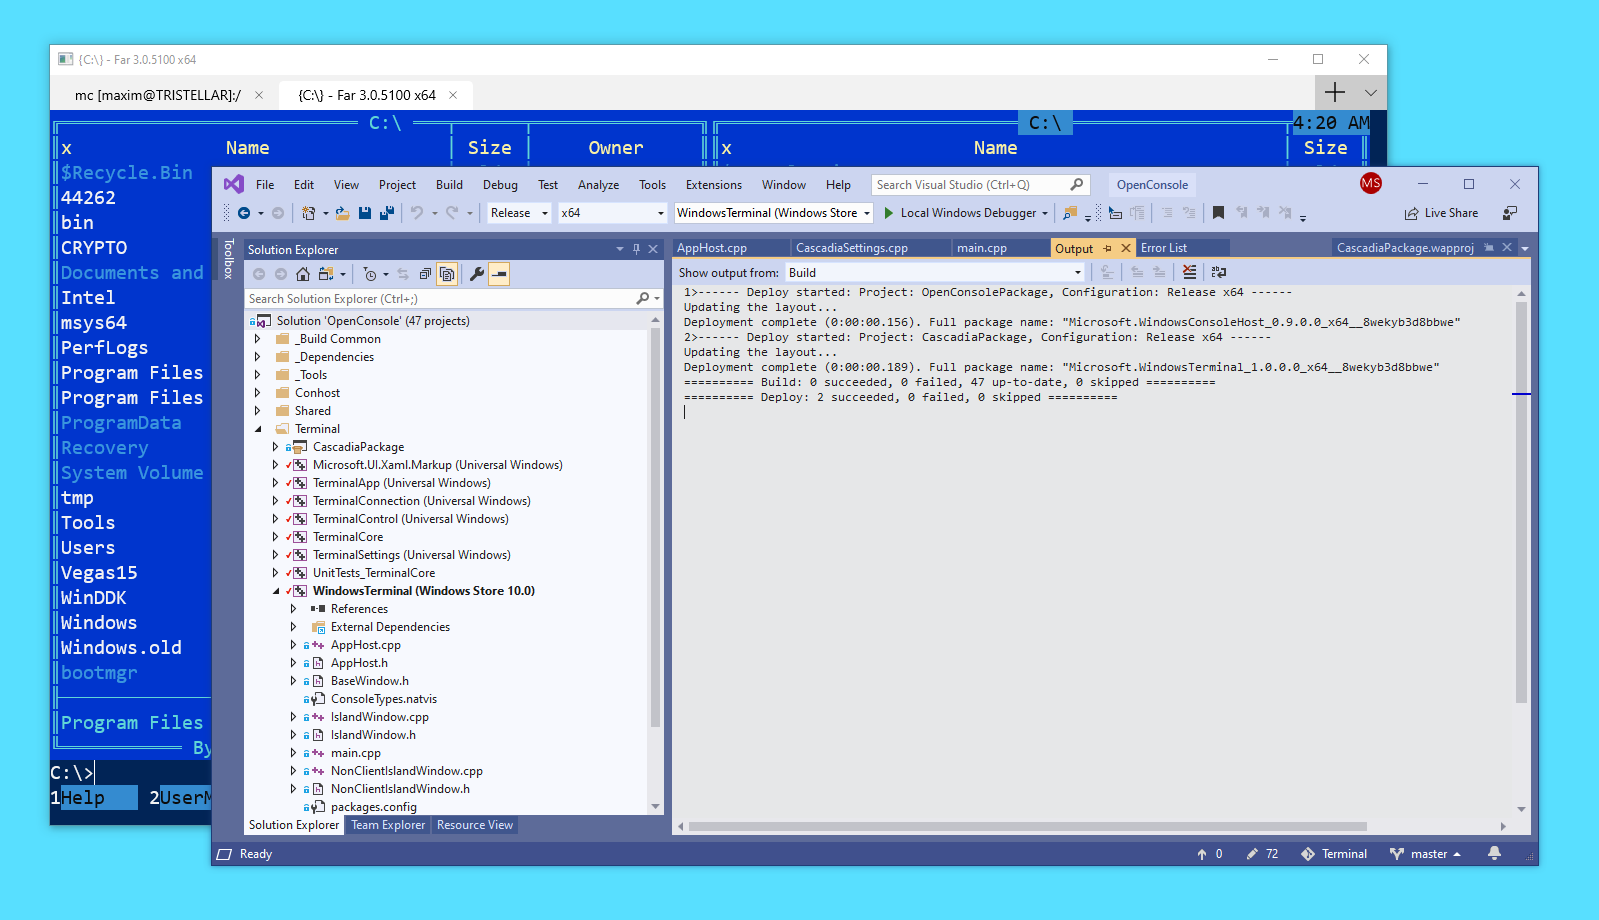 {C:\} - Far 3.0.5100 x64
mc [maxim@TRISTELLAR]:/
{C:\} - Far 3.0.5100 x64
C:\
C:\
4:20 AM
x Name Size Owner
x Name Size
$Recycle.Bin
44262
bin
CRYPTO
Documents and
Intel
msys64
PerfLogs
Program Files
Program Files
ProgramData
Recovery
System Volume
tmp
Tools
Users
Vegas15
WinDDK
Windows
Windows.old
bootmgr
Program Files
By
C:\>
1Help 2UserM
File Edit View Project Build Debug Test Analyze Tools Extensions Window Help
Search Visual Studio (Ctrl+Q)
OpenConsole
MS
Release x64 WindowsTerminal (Windows Store Local Windows Debugger
Live Share
Toolbox
Solution Explorer
Search Solution Explorer (Ctrl+;)
Solution 'OpenConsole' (47 projects)
_Build Common
_Dependencies
_Tools
Conhost
Shared
Terminal
CascadiaPackage
Microsoft.UI.Xaml.Markup (Universal Windows)
TerminalApp (Universal Windows)
TerminalConnection (Universal Windows)
TerminalControl (Universal Windows)
TerminalCore
TerminalSettings (Universal Windows)
UnitTests_TerminalCore
WindowsTerminal (Windows Store 10.0)
References
External Dependencies
AppHost.cpp
AppHost.h
BaseWindow.h
ConsoleTypes.natvis
IslandWindow.cpp
IslandWindow.h
main.cpp
NonClientIslandWindow.cpp
NonClientIslandWindow.h
packages.config
Solution Explorer Team Explorer Resource View
AppHost.cpp CascadiaSettings.cpp main.cpp Output Error List CascadiaPackage.wapproj
Show output from: Build
1>------ Deploy started: Project: OpenConsolePackage, Configuration: Release x64 ------
Updating the layout...
Deployment complete (0:00:00.156). Full package name: "Microsoft.WindowsConsoleHost_0.9.0.0_x64__8wekyb3d8bbwe"
2>------ Deploy started: Project: CascadiaPackage, Configuration: Release x64 ------
Updating the layout...
Deployment complete (0:00:00.189). Full package name: "Microsoft.WindowsTerminal_1.0.0.0_x64__8wekyb3d8bbwe"
========== Build: 0 succeeded, 0 failed, 47 up-to-date, 0 skipped ==========
========== Deploy: 2 succeeded, 0 failed, 0 skipped ==========
Ready
0 72 Terminal master